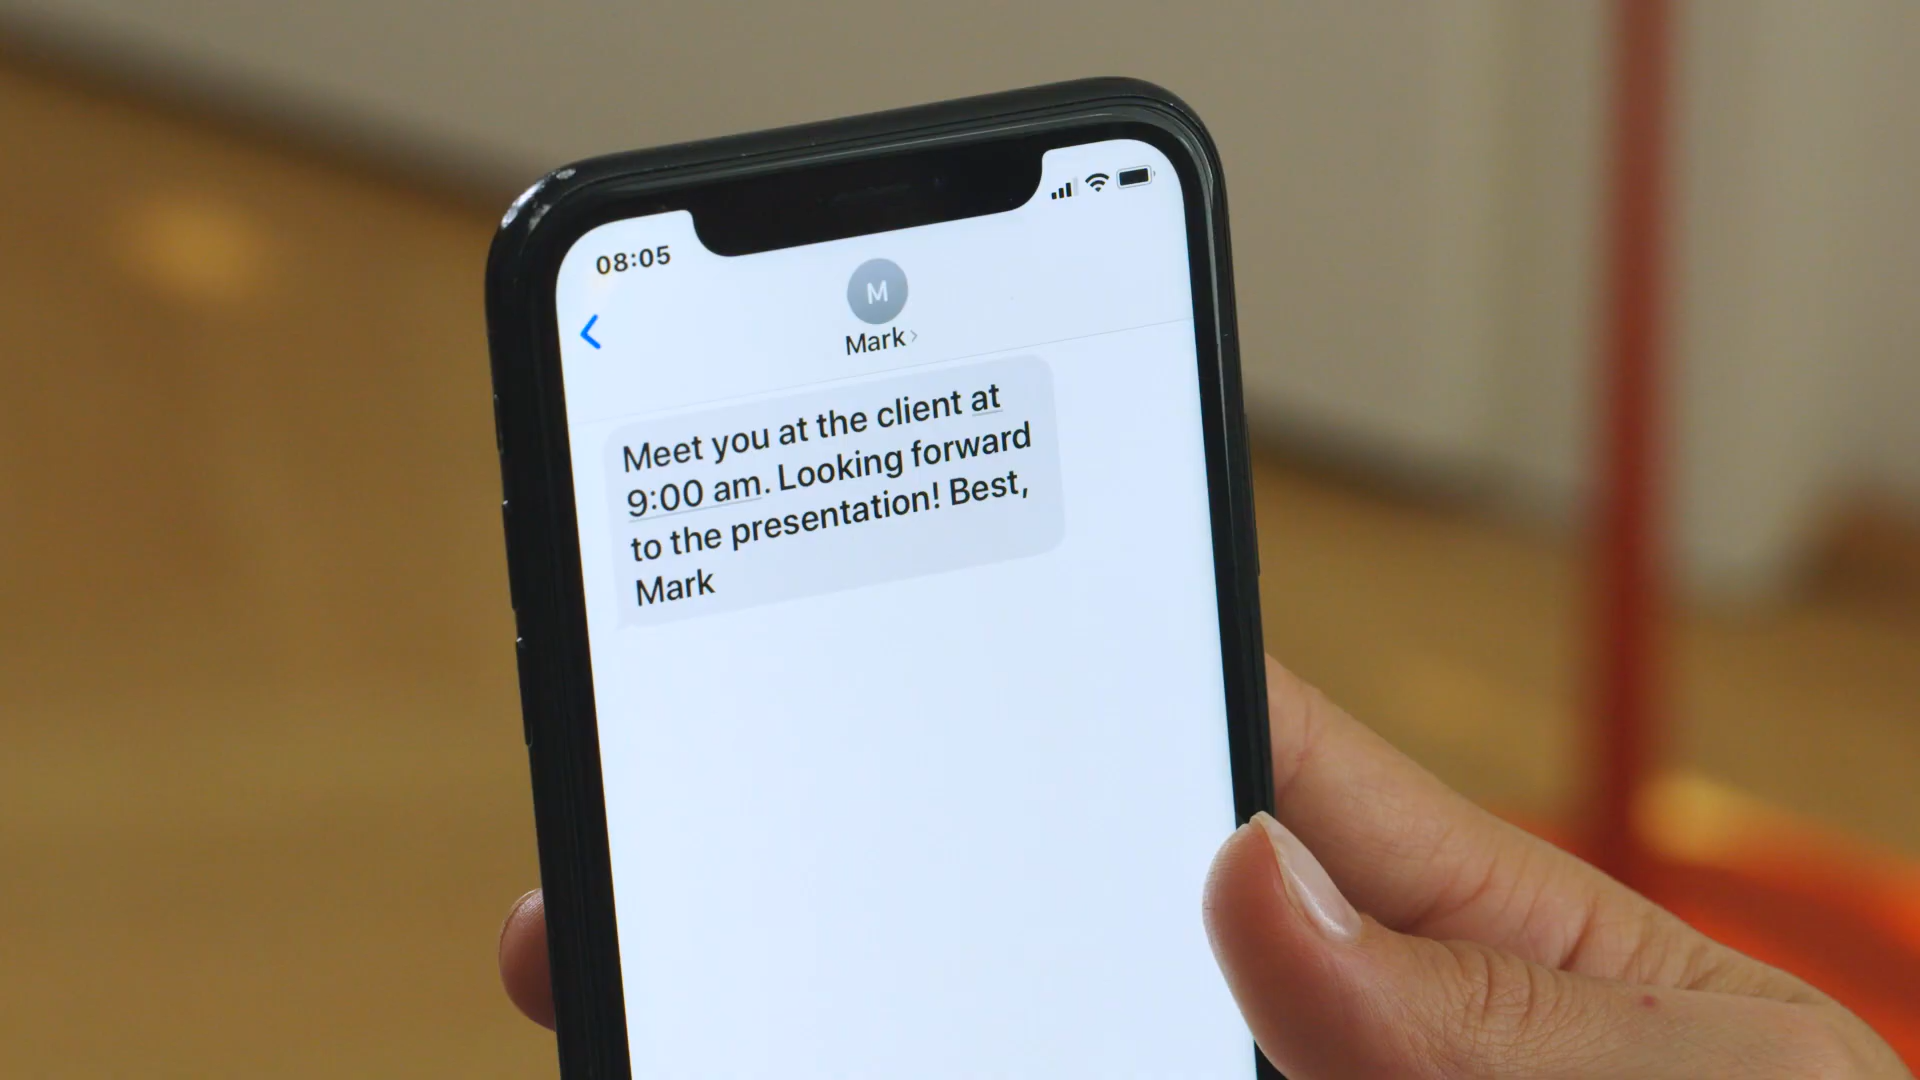 08:05
M
Mark
Meet you at the client at
9:00 am. Looking forward
to the presentation! Best,
Mark